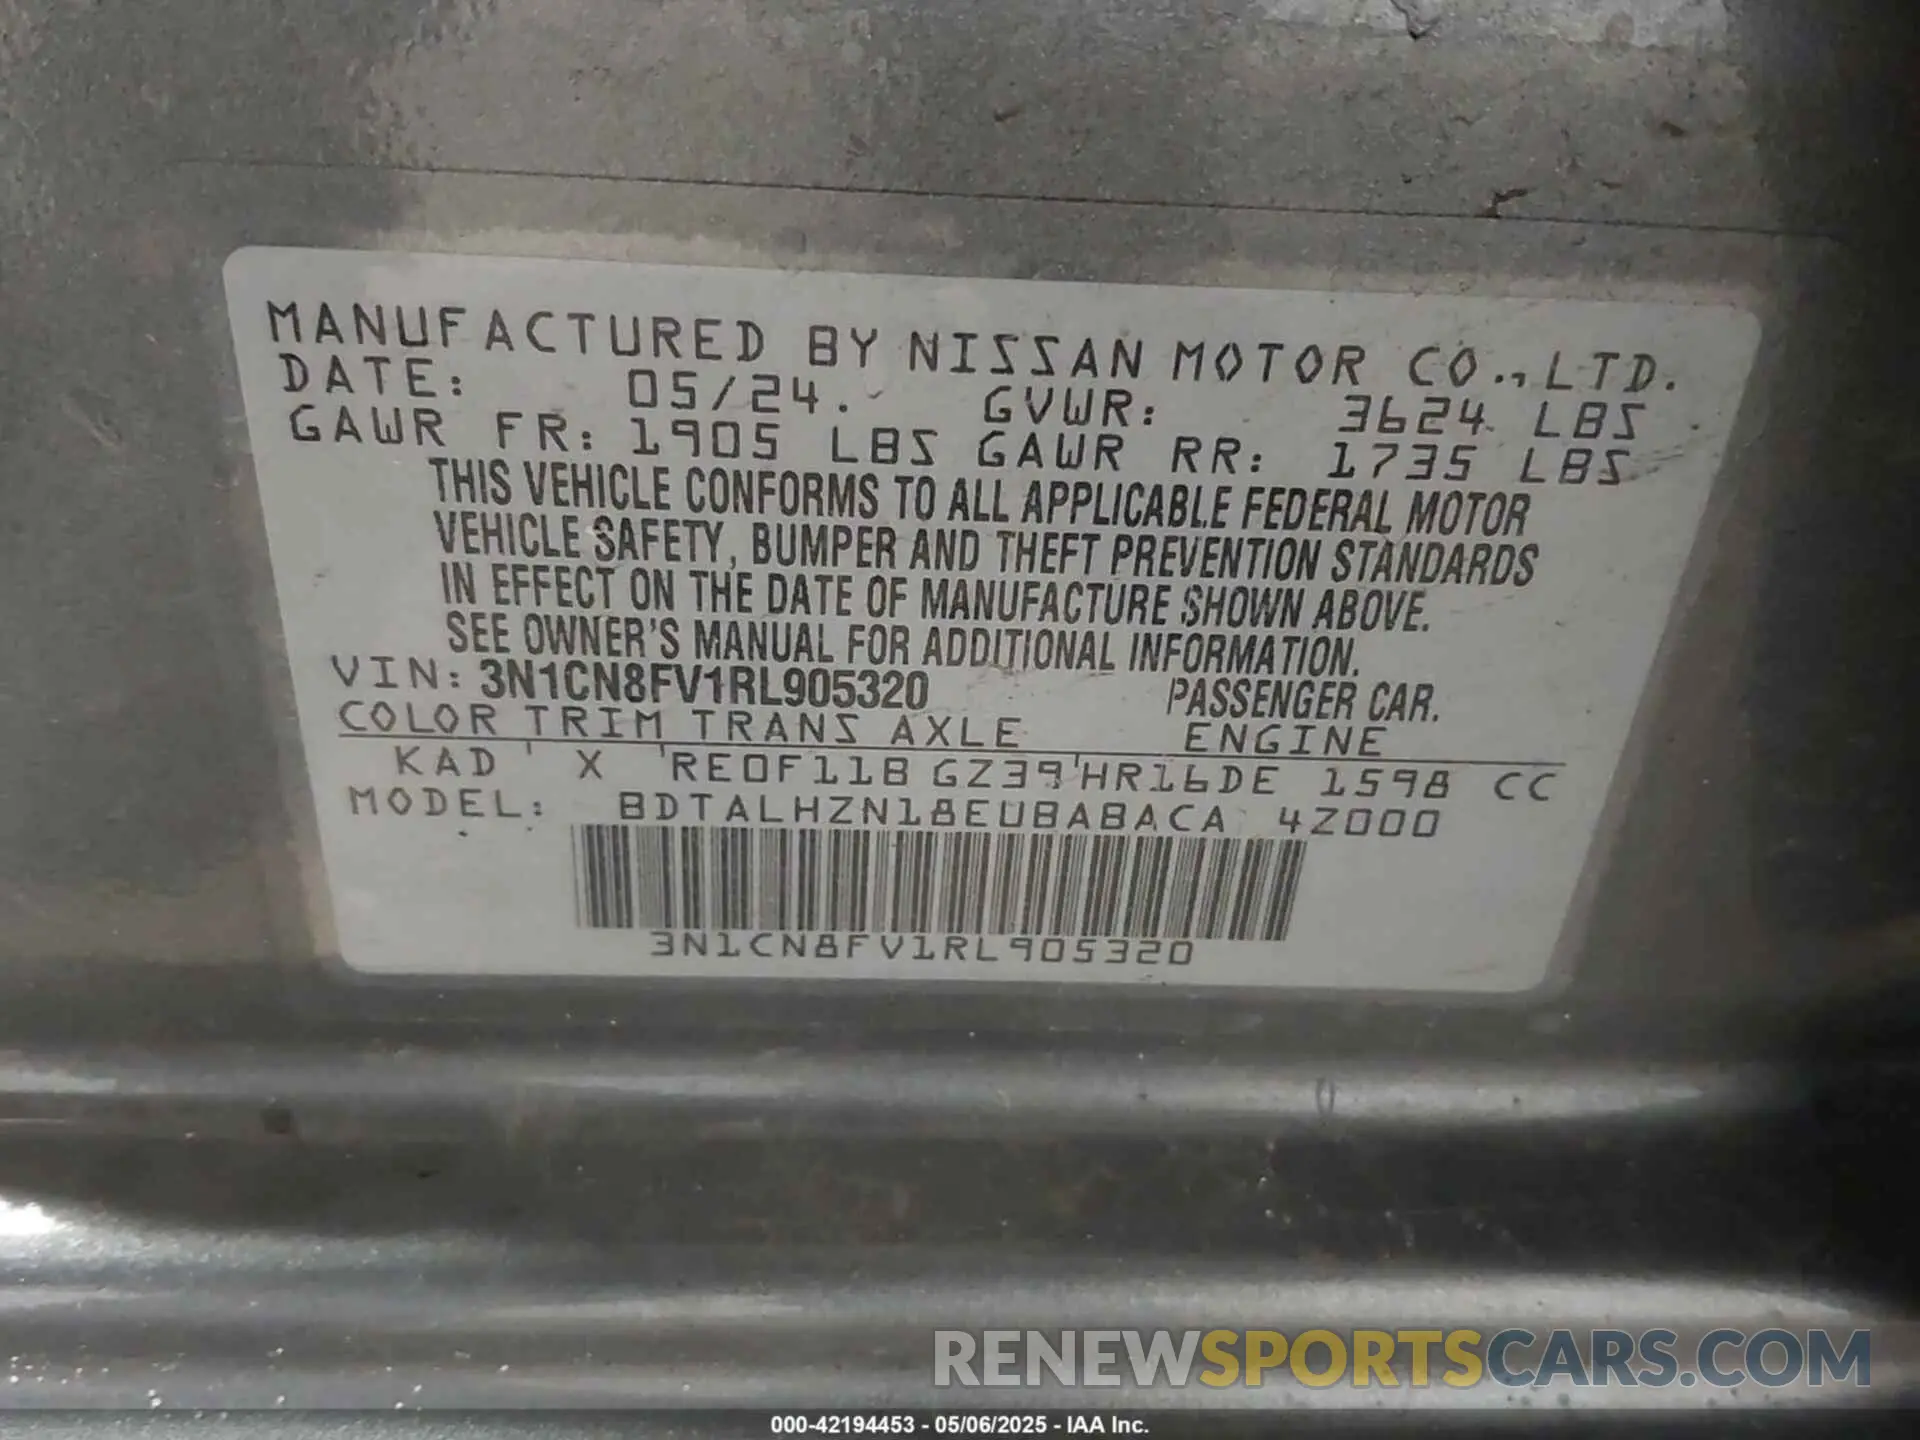 MANUFACTURED BY NISSAN MOTOR CO.,LTD.
DATE: 05/24. GVWR: 3624 LBS
GAWR FR: 1905 LBS GAWR RR: 1735 LBS
THIS VEHICLE CONFORMS TO ALL APPLICABLE FEDERAL MOTOR
VEHICLE SAFETY, BUMPER AND THEFT PREVENTION STANDARDS
IN EFFECT ON THE DATE OF MANUFACTURE SHOWN ABOVE.
SEE OWNER'S MANUAL FOR ADDITIONAL INFORMATION.
VIN: 3N1CN8FV1RL905320 PASSENGER CAR.
COLOR TRIM TRANS AXLE ENGINE
KAD ' X 'RE0F11B GZ39'HR16DE 1598 CC
MODEL: BDTALHZN18EUBABACA 4Z000
3N1CN8FV1RL905320
RENEWSPORTSCARS.COM
000-42194453 - 05/06/2025 - IAA Inc.